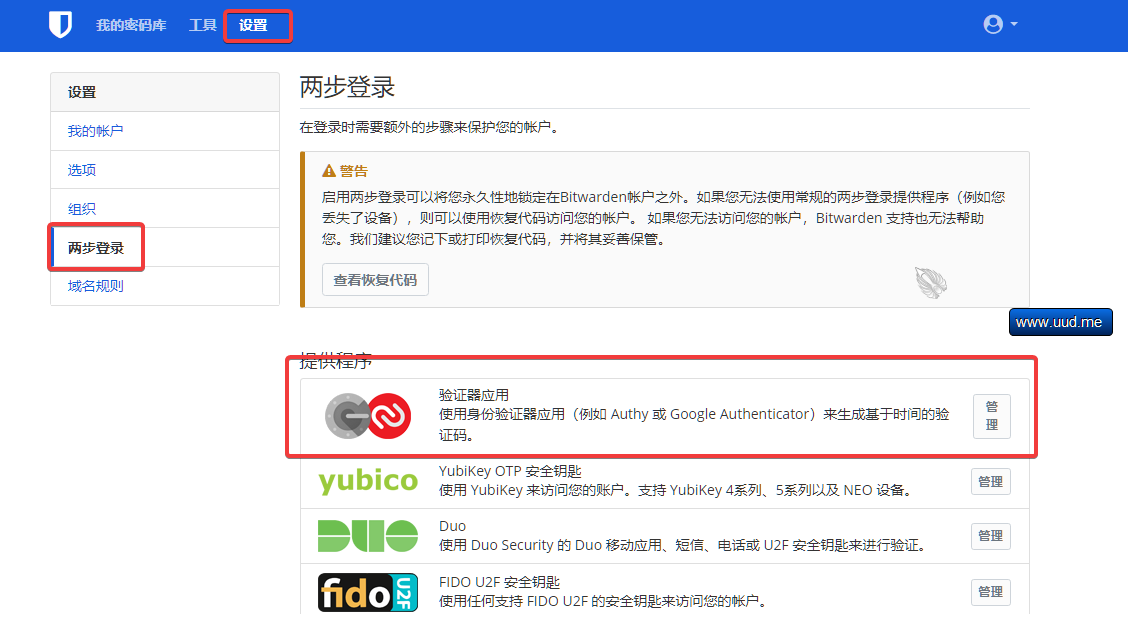 我的密码库 工具 设置
设置
我的帐户
选项
组织
两步登录
域名规则
两步登录
在登录时需要额外的步骤来保护您的帐户。
警告
启用两步登录可以将您永久性地锁定在Bitwarden帐户之外。如果您无法使用常规的两步登录提供程序（例如您
丢失了设备），则可以使用恢复代码访问您的帐户。 如果您无法访问您的帐户，Bitwarden 支持也无法帮助
您。我们建议您记下或打印恢复代码，并将其妥善保管。
查看恢复代码
www.uud.me
提供程序
验证器应用
使用身份验证器应用（例如 Authy 或 Google Authenticator）来生成基于时间的验
证码。
管
理
yubico
YubiKey OTP 安全钥匙
使用 YubiKey 来访问您的账户。支持 YubiKey 4系列、5系列以及 NEO 设备。
管理
DUO
Duo
使用 Duo Security 的 Duo 移动应用、短信、电话或 U2F 安全钥匙来进行验证。
管理
fido U2F
FIDO U2F 安全钥匙
使用任何支持 FIDO U2F 的安全钥匙来访问您的帐户。
管理